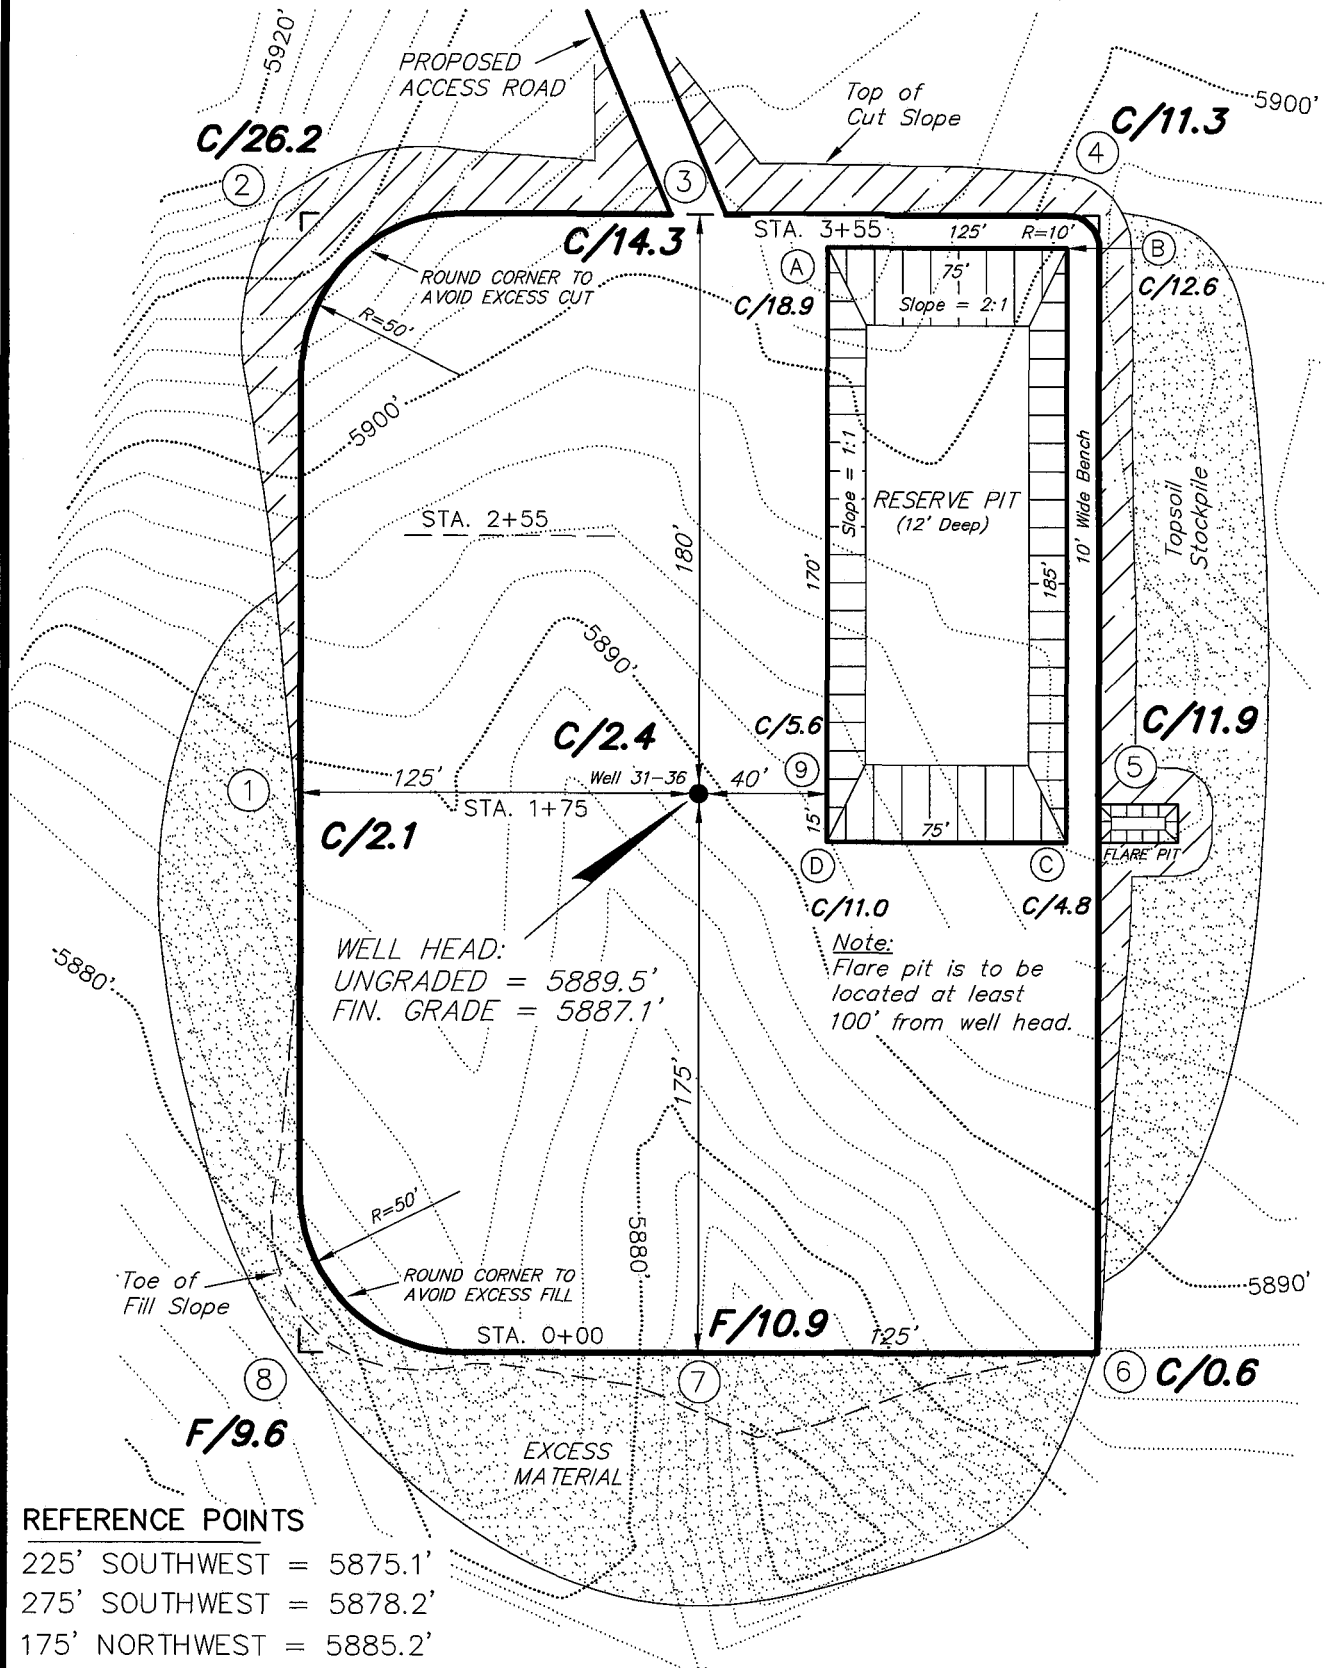 5920'
PROPOSED
ACCESS ROAD
Top of
Cut Slope
5900'
C/26.2
2
3
C/11.3
4
C/14.3
STA. 3+55
125'
R=10'
A
B
75'
C/18.9
Slope = 2:1
C/12.6
ROUND CORNER TO
AVOID EXCESS CUT
R=50'
5900'
STA. 2+55
180'
Slope = 1:1
RESERVE PIT
(12' Deep)
170'
185'
10' Wide Bench
Topsoil
Stockpile
5890'
C/2.4
C/5.6
C/11.9
1
125'
Well 31-36
40'
9
5
STA. 1+75
C/2.1
15'
75'
FLARE PIT
D
C
C/11.0
C/4.8
WELL HEAD:
UNGRADED = 5889.5'
FIN. GRADE = 5887.1'
Note:
Flare pit is to be
located at least
100' from well head.
5880'
175'
R=50'
5880'
Toe of
Fill Slope
ROUND CORNER TO
AVOID EXCESS FILL
5890'
STA. 0+00
F/10.9
125'
8
7
6
C/0.6
F/9.6
EXCESS
MATERIAL
REFERENCE POINTS
225' SOUTHWEST = 5875.1'
275' SOUTHWEST = 5878.2'
175' NORTHWEST = 5885.2'